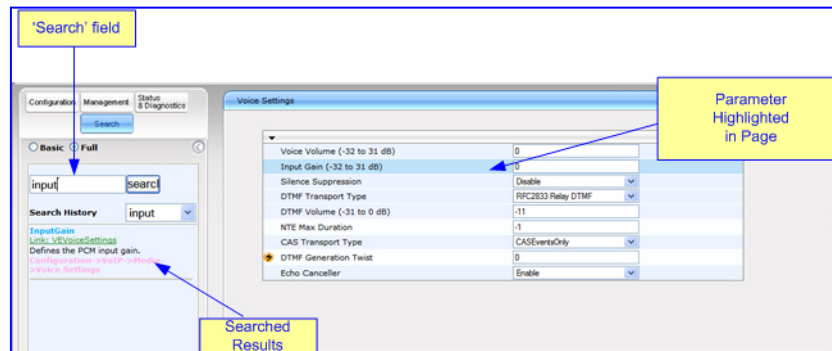 'Search' field
Configuration
Management
Status & Diagnostics
Search
Basic
Full
input
searcl
Search History
input
InputGain
Link: VEVoiceSettings
Defines the PCM input gain.
Configuration->VoIP->Media-
>Voice Settings
Searched
Results
Voice Settings
Parameter
Highlighted
in Page
Voice Volume (-32 to 31 dB) 0
Input Gain (-32 to 31 dB) 0
Silence Suppression Disable
DTMF Transport Type RFC2833 Relay DTMF
DTMF Volume (-31 to 0 dB) -11
NTE Max Duration -1
CAS Transport Type CASEventsOnly
DTMF Generation Twist 0
Echo Canceller Enable